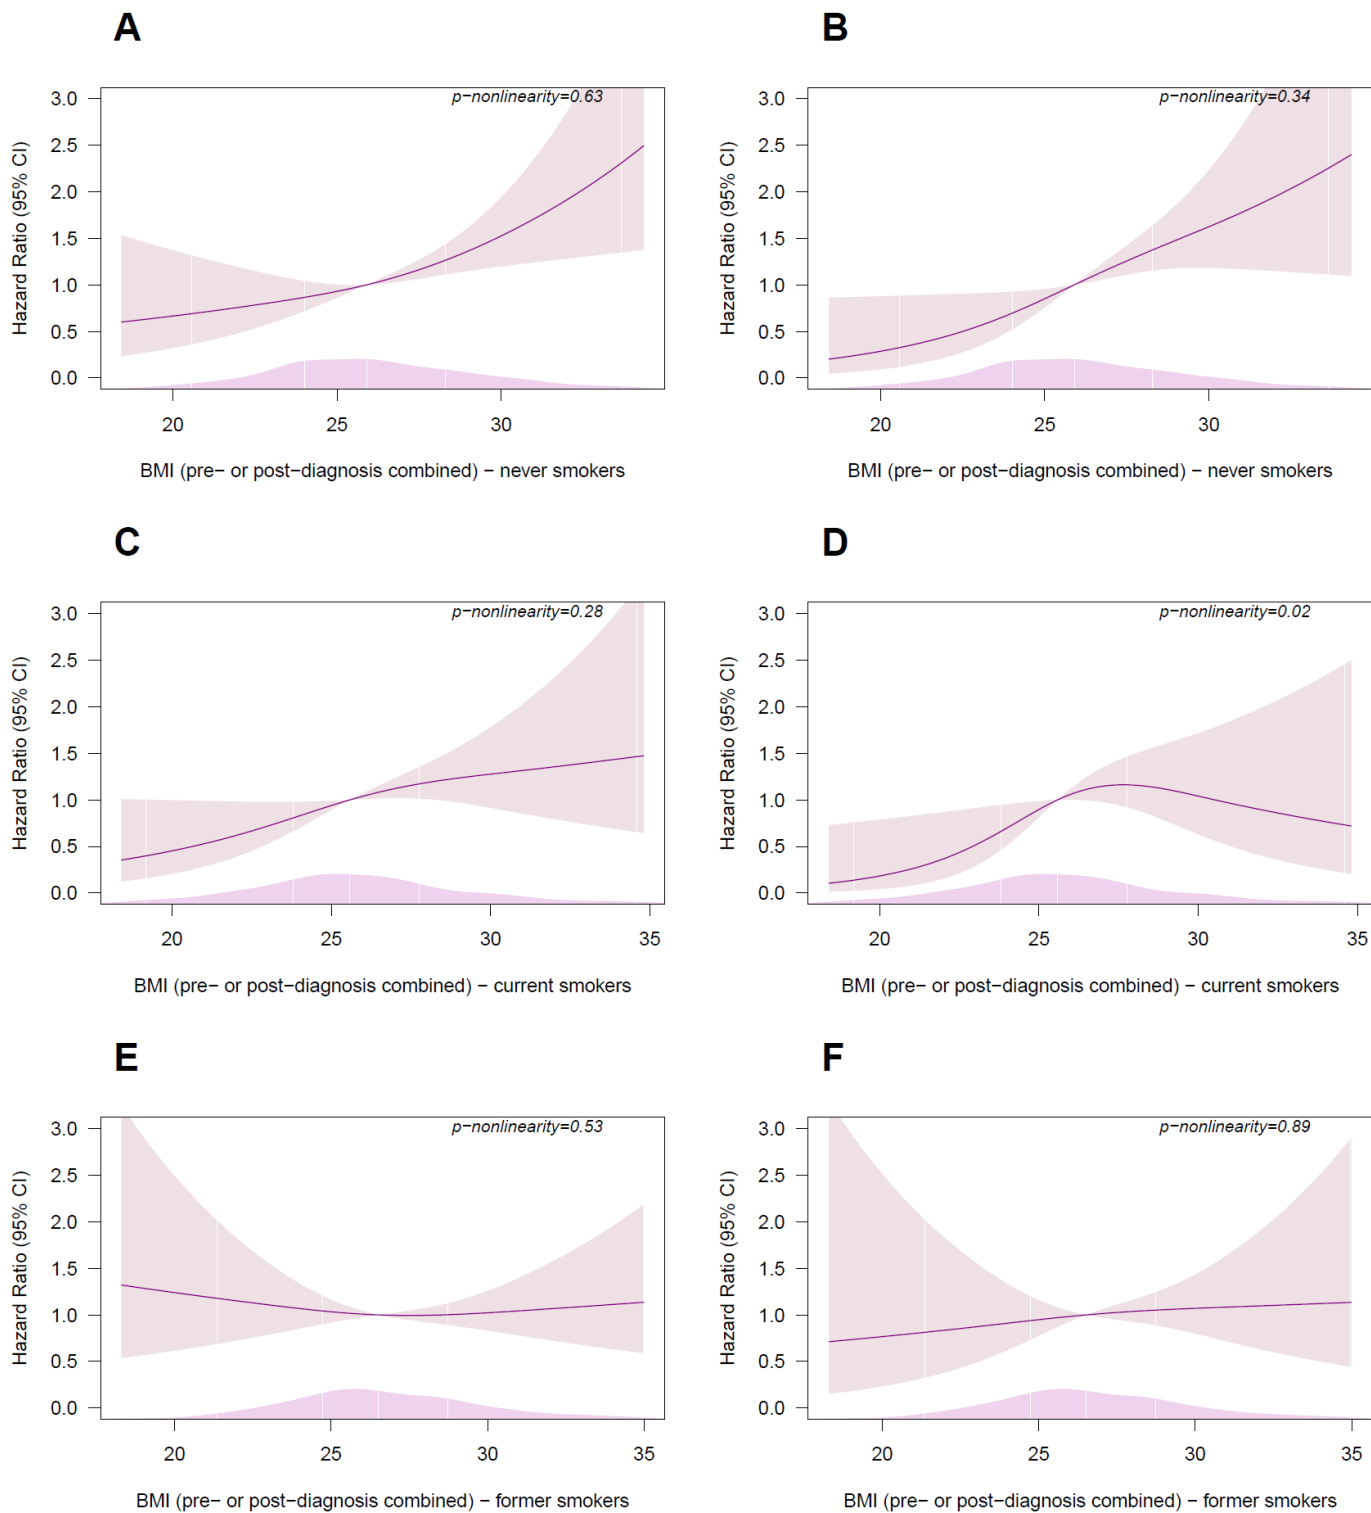 A
p−nonlinearity=0.63
Hazard Ratio (95% CI)
3.0
2.5
2.0
1.5
1.0
0.5
0.0
20 25 30
BMI (pre− or post−diagnosis combined) − never smokers
B
p−nonlinearity=0.34
Hazard Ratio (95% CI)
3.0
2.5
2.0
1.5
1.0
0.5
0.0
20 25 30
BMI (pre− or post−diagnosis combined) − never smokers
C
p−nonlinearity=0.28
Hazard Ratio (95% CI)
3.0
2.5
2.0
1.5
1.0
0.5
0.0
20 25 30 35
BMI (pre− or post−diagnosis combined) − current smokers
D
p−nonlinearity=0.02
Hazard Ratio (95% CI)
3.0
2.5
2.0
1.5
1.0
0.5
0.0
20 25 30 35
BMI (pre− or post−diagnosis combined) − current smokers
E
p−nonlinearity=0.53
Hazard Ratio (95% CI)
3.0
2.5
2.0
1.5
1.0
0.5
0.0
20 25 30 35
BMI (pre− or post−diagnosis combined) − former smokers
F
p−nonlinearity=0.89
Hazard Ratio (95% CI)
3.0
2.5
2.0
1.5
1.0
0.5
0.0
20 25 30 35
BMI (pre− or post−diagnosis combined) − former smokers